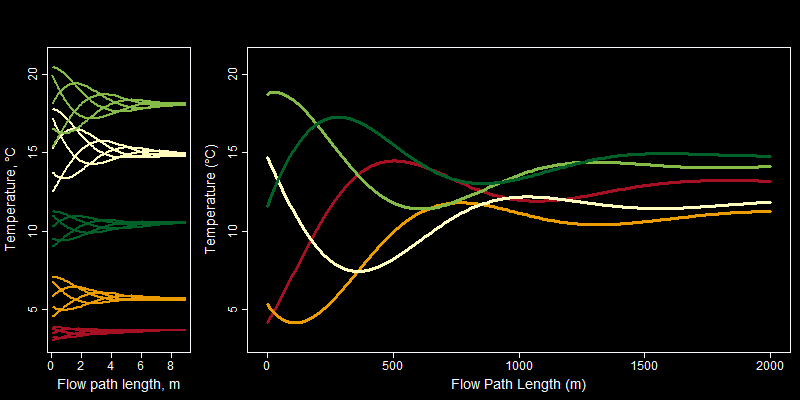 Temperature, °C
20
15
10
5
0 2 4 6 8
Flow path length, m
Temperature (°C)
20
15
10
5
0 500 1000 1500 2000
Flow Path Length (m)